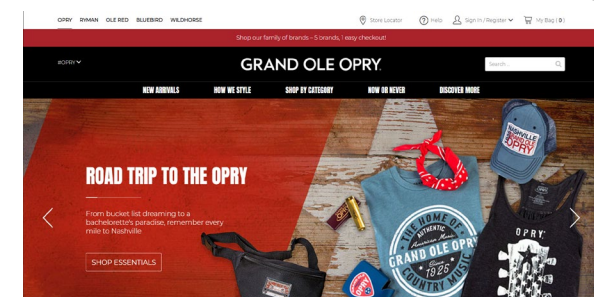 OPRY RYMAN OLE RED BLUEBIRD WILDHORSE
Store Locator Help Sign In / Register My Bag ( 0 )
Shop our family of brands – 5 brands, 1 easy checkout!
#OPRY
GRAND OLE OPRY.
Search...
NEW ARRIVALS HOW WE STYLE SHOP BY CATEGORY NOW OR NEVER DISCOVER MORE
ROAD TRIP TO THE OPRY
From bucket list dreaming to a
bachelorette's paradise, remember every
mile to Nashville
SHOP ESSENTIALS
NASHVILLE
GRAND OLE
OPRY
THE HOME OF
AUTHENTIC
American Music
GRAND OLE OPRY
Since
1925
COUNTRY MUSIC
OPRY
OPRY